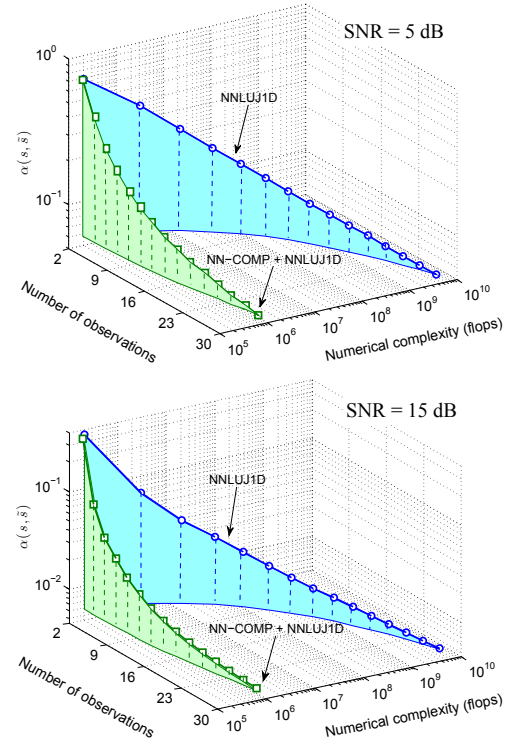 SNR = 5 dB
10^0
NNLUJ1D
α(s, s̃)
10^-1
NN-COMP + NNLUJ1D
2
9
16
23
30
10^5
10^6
10^7
10^8
10^9
10^10
Number of observations
Numerical complexity (flops)
SNR = 15 dB
10^-1
NNLUJ1D
α(s, s̃)
10^-2
NN-COMP + NNLUJ1D
2
9
16
23
30
10^5
10^6
10^7
10^8
10^9
10^10
Number of observations
Numerical complexity (flops)